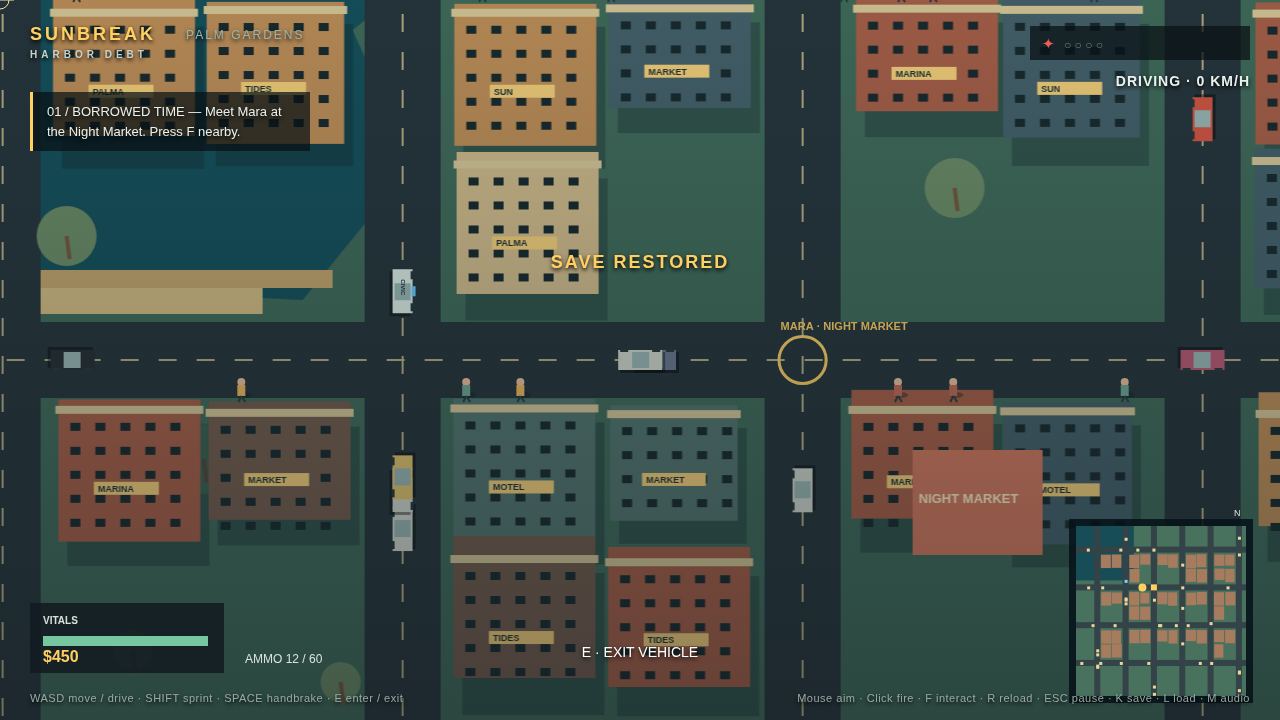 SUNBREAK
PALM GARDENS
HARBOR DEBT
01 / BORROWED TIME — Meet Mara at
the Night Market. Press F nearby.
DRIVING · 0 KM/H
PALMA
TIDES
SUN
MARKET
MARINA
SUN
PALMA
SAVE RESTORED
CIVIC
MARA · NIGHT MARKET
MARINA
MARKET
MOTEL
MARKET
MOTEL
NIGHT MARKET
TIDES
TIDES
N
VITALS
$450
AMMO 12 / 60
E · EXIT VEHICLE
WASD move / drive · SHIFT sprint · SPACE handbrake · E enter / exit
Mouse aim · Click fire · F interact · R reload · ESC pause · K save · L load · M audio